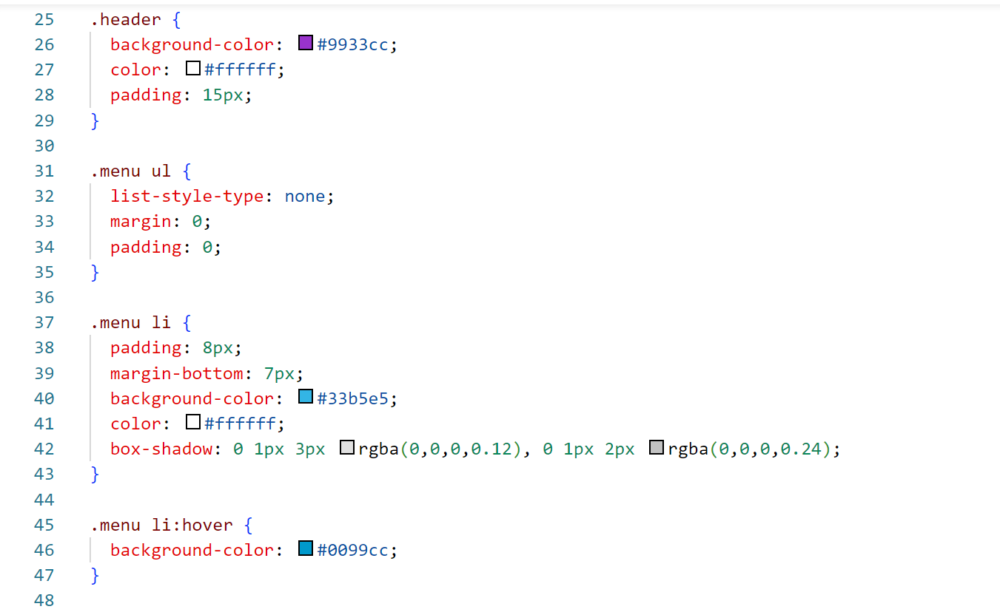 25 .header {
26 background-color: #9933cc;
27 color: #ffffff;
28 padding: 15px;
29 }
30
31 .menu ul {
32 list-style-type: none;
33 margin: 0;
34 padding: 0;
35 }
36
37 .menu li {
38 padding: 8px;
39 margin-bottom: 7px;
40 background-color: #33b5e5;
41 color: #ffffff;
42 box-shadow: 0 1px 3px rgba(0,0,0,0.12), 0 1px 2px rgba(0,0,0,0.24);
43 }
44
45 .menu li:hover {
46 background-color: #0099cc;
47 }
48